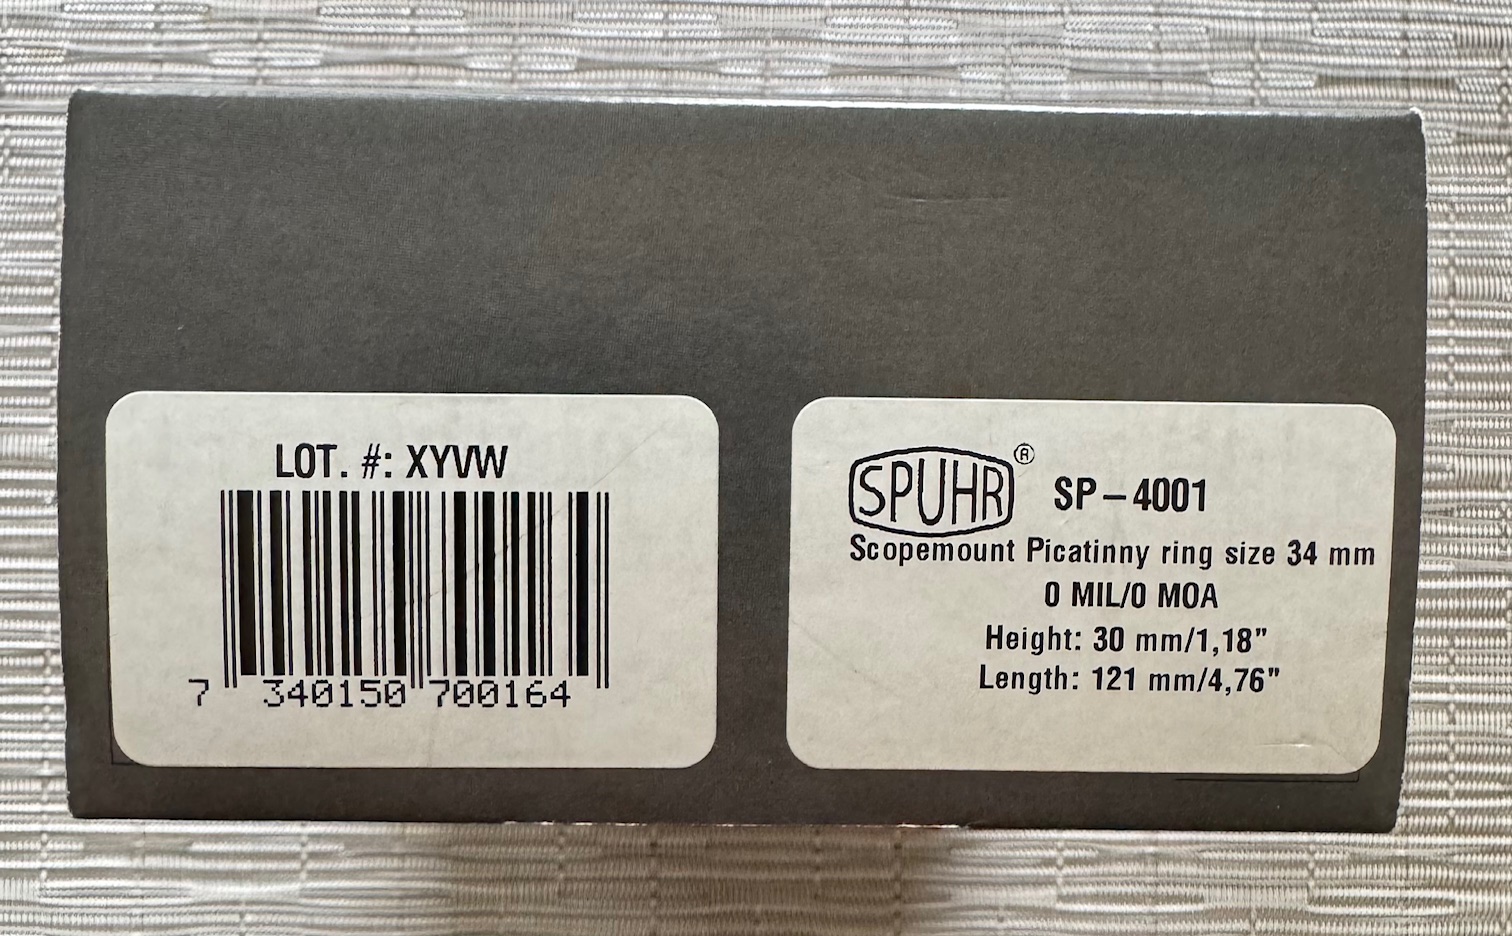 LOT. #: XYVW
7 340150 700164
SPUHR® SP-4001
Scopemount Picatinny ring size 34 mm
0 MIL/0 MOA
Height: 30 mm/1,18"
Length: 121 mm/4,76"